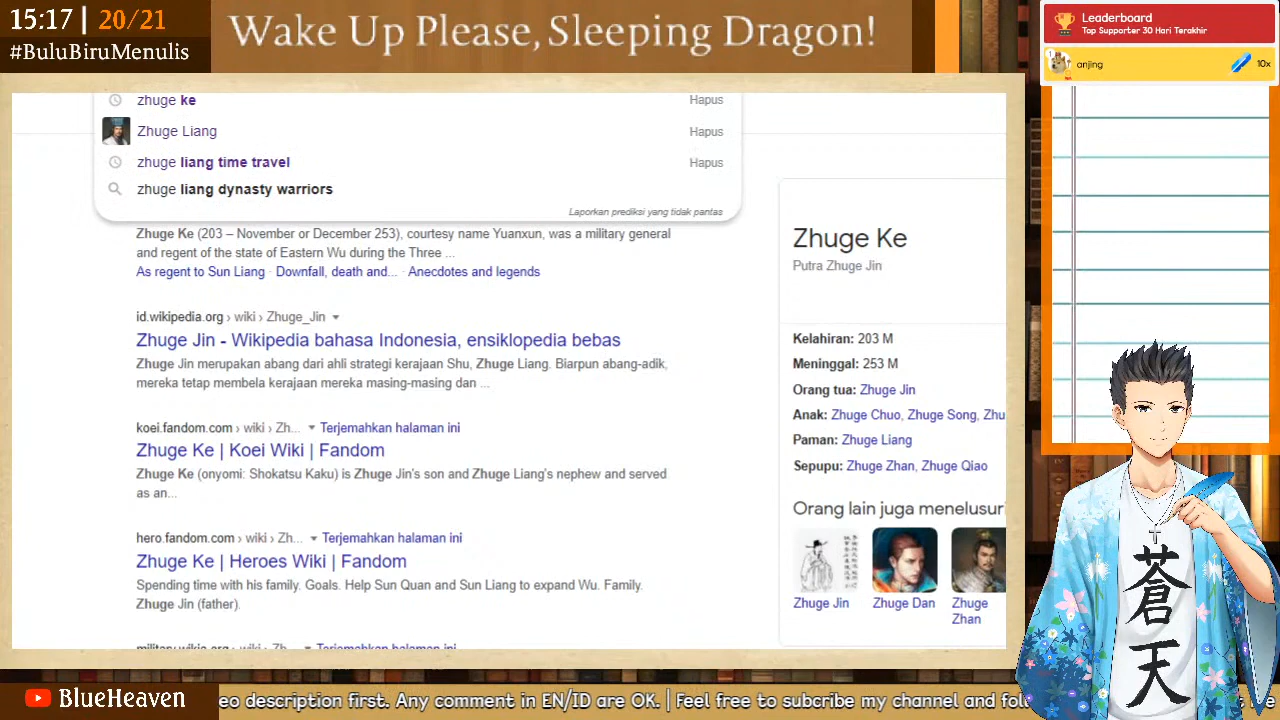 15:17 | 20/21
#BuluBiruMenulis
Wake Up Please, Sleeping Dragon!
Leaderboard
Top Supporter 30 Hari Terakhir
1
anjing
10x
zhuge ke
Hapus
Zhuge Liang
Hapus
zhuge liang time travel
Hapus
zhuge liang dynasty warriors
Laporkan prediksi yang tidak pantas
Zhuge Ke (203 – November or December 253), courtesy name Yuanxun, was a military general
and regent of the state of Eastern Wu during the Three ...
As regent to Sun Liang · Downfall, death and... · Anecdotes and legends
id.wikipedia.org › wiki › Zhuge_Jin
Zhuge Jin - Wikipedia bahasa Indonesia, ensiklopedia bebas
Zhuge Jin merupakan abang dari ahli strategi kerajaan Shu, Zhuge Liang. Biarpun abang-adik,
mereka tetap membela kerajaan mereka masing-masing dan ...
koei.fandom.com › wiki › Zh... Terjemahkan halaman ini
Zhuge Ke | Koei Wiki | Fandom
Zhuge Ke (onyomi: Shokatsu Kaku) is Zhuge Jin's son and Zhuge Liang's nephew and served
as an...
hero.fandom.com › wiki › Zh... Terjemahkan halaman ini
Zhuge Ke | Heroes Wiki | Fandom
Spending time with his family. Goals. Help Sun Quan and Sun Liang to expand Wu. Family.
Zhuge Jin (father).
military.wikia.org › wiki › Zh... Terjemahkan halaman ini
Zhuge Ke
Putra Zhuge Jin
Kelahiran: 203 M
Meninggal: 253 M
Orang tua: Zhuge Jin
Anak: Zhuge Chuo, Zhuge Song, Zhu
Paman: Zhuge Liang
Sepupu: Zhuge Zhan, Zhuge Qiao
Orang lain juga menelusuri
Zhuge Jin
Zhuge Dan
Zhuge
Zhan
蒼天
BlueHeaven
eo description first. Any comment in EN/ID are OK. | Feel free to subcribe my channel and fol